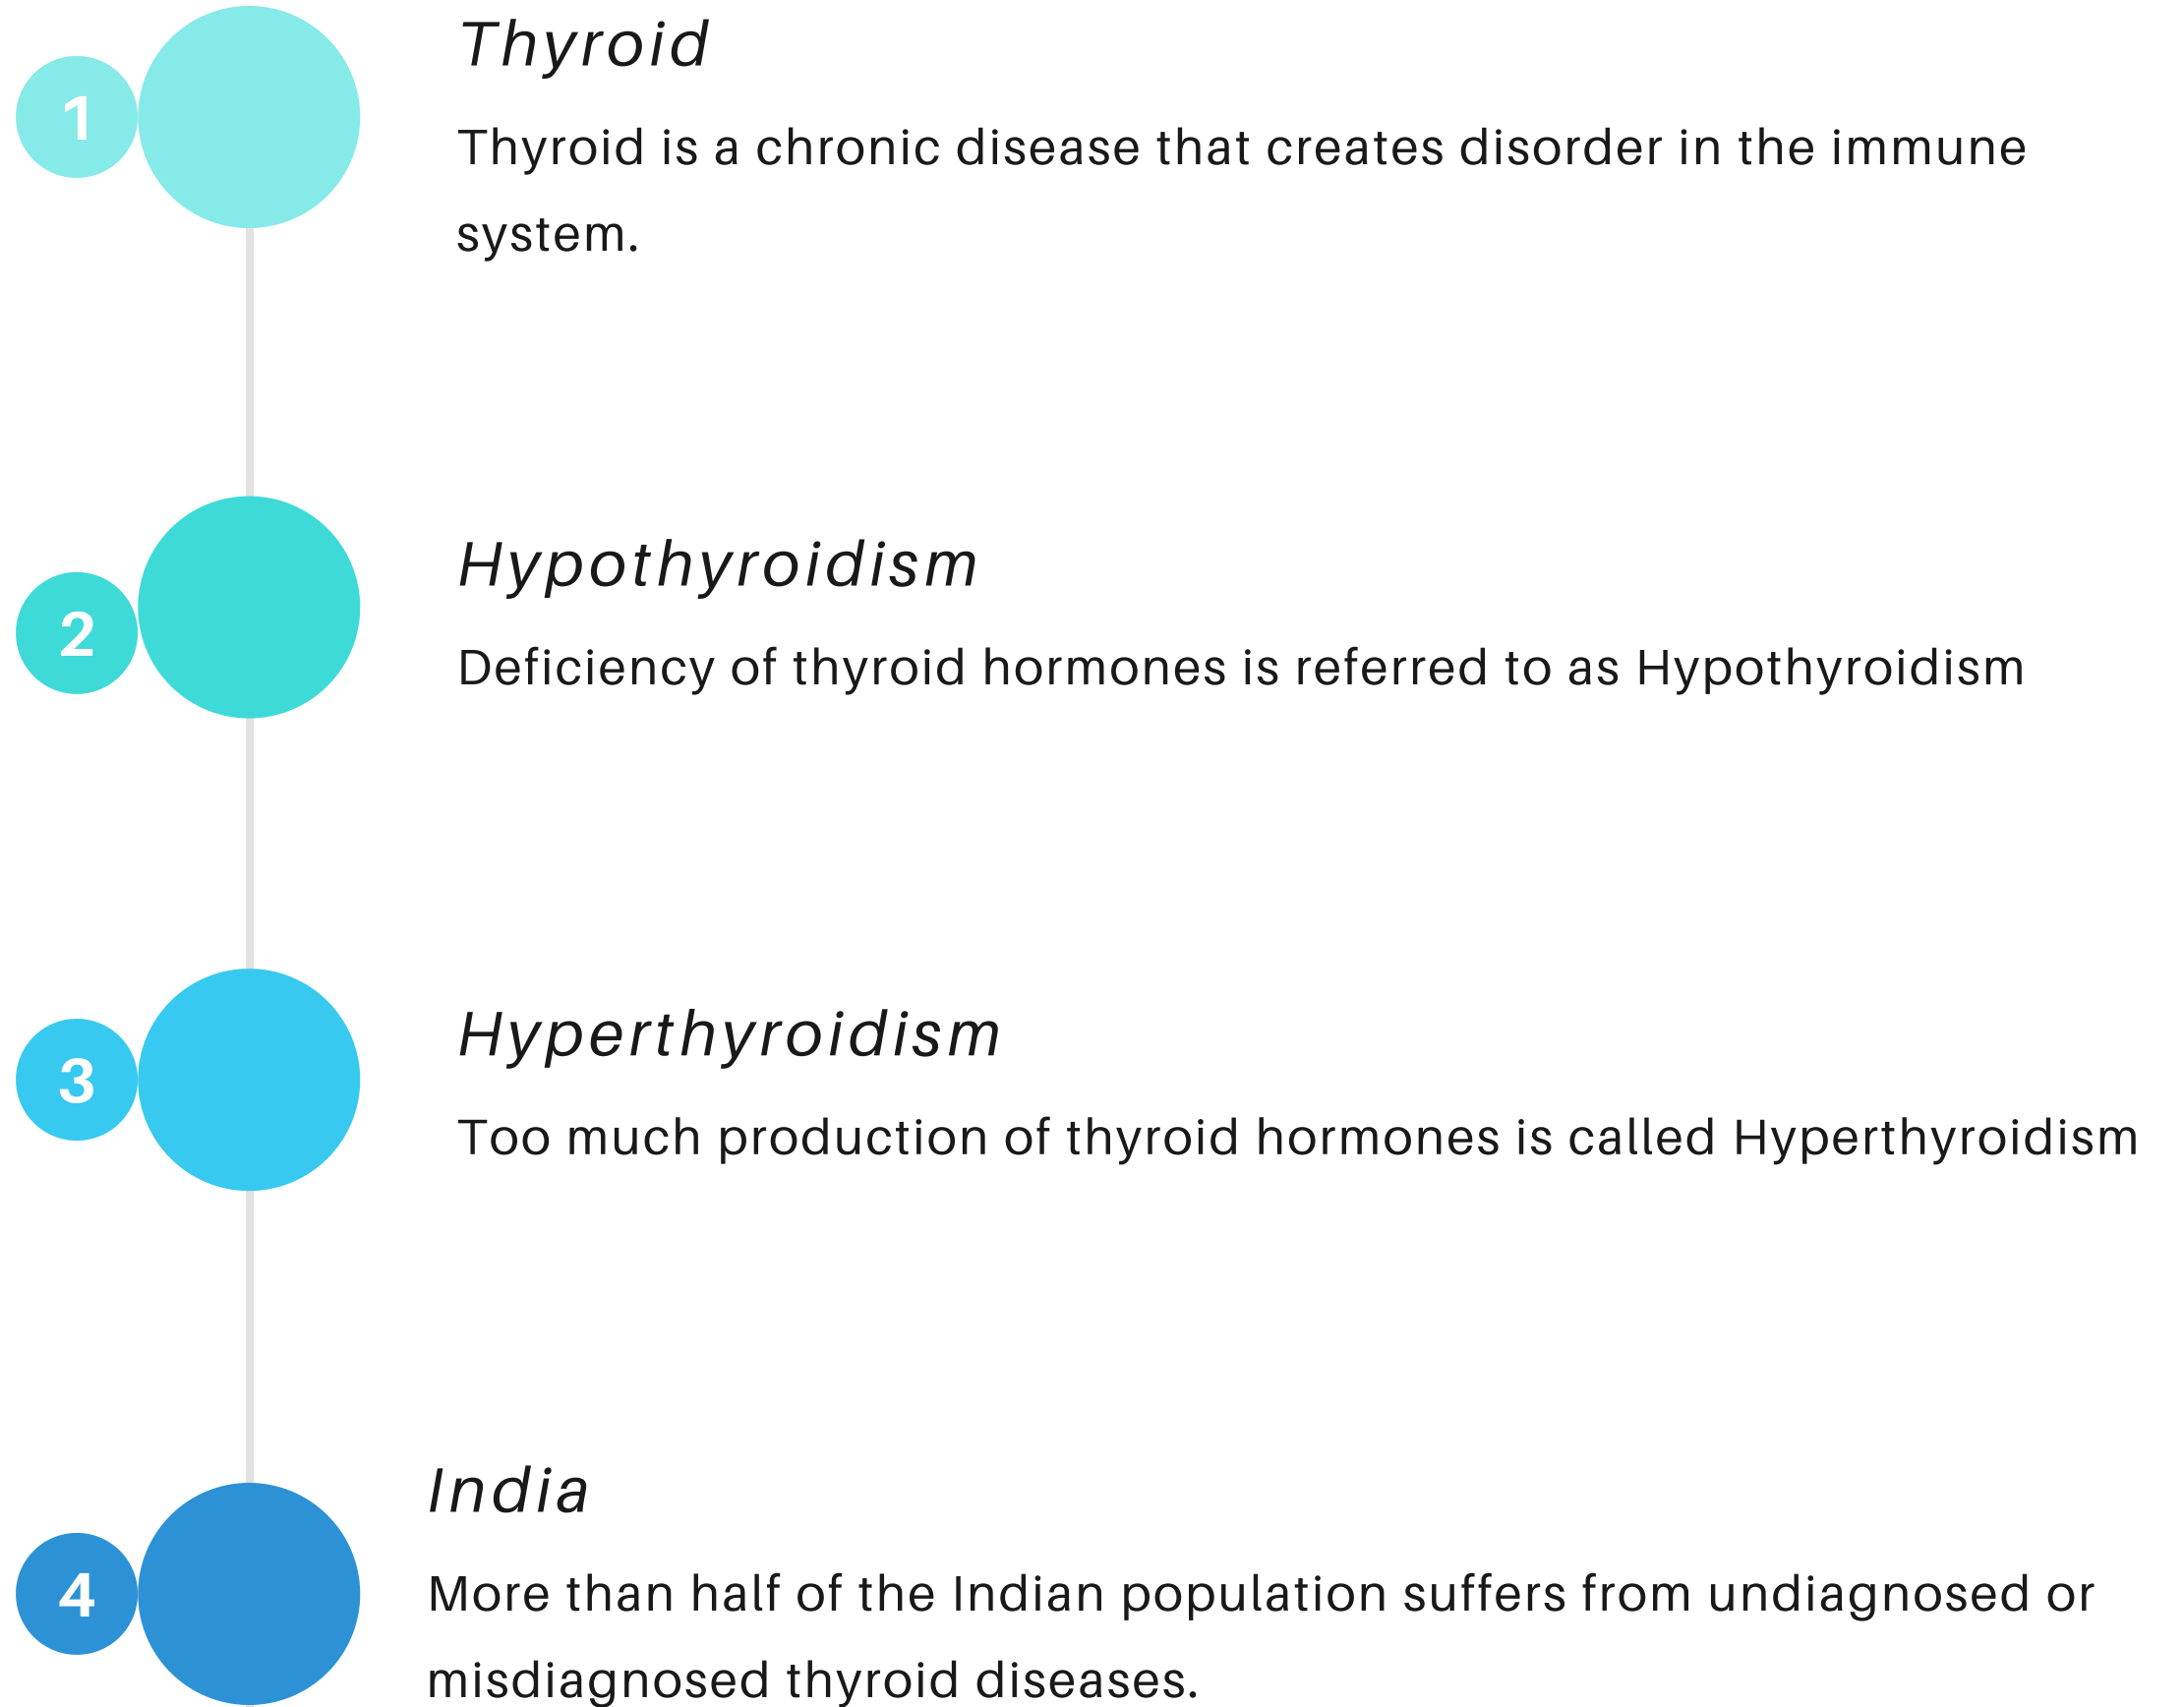 1
Thyroid
Thyroid is a chronic disease that creates disorder in the immune
system.
2
Hypothyroidism
Deficiency of thyroid hormones is referred to as Hypothyroidism
3
Hyperthyroidism
Too much production of thyroid hormones is called Hyperthyroidism
4
India
More than half of the Indian population suffers from undiagnosed or
misdiagnosed thyroid diseases.